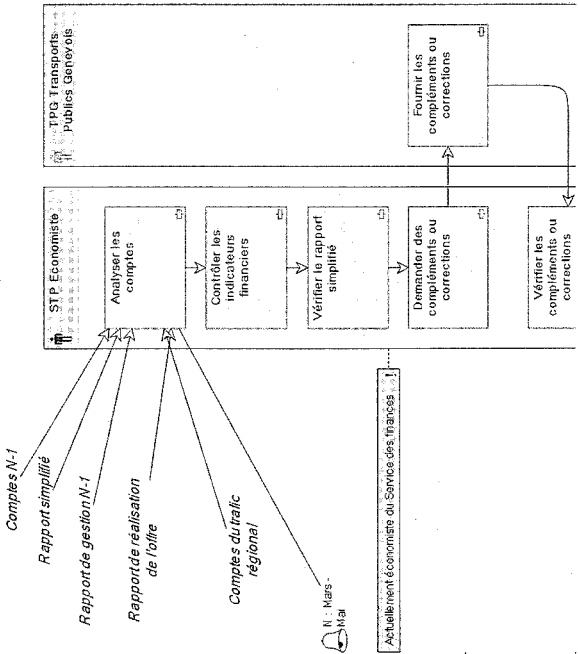 TPG Transports
Publics Genevois
Fournir les
compléments ou
corrections
STP Economiste
Analyser les
comptes
Contrôler les
indicateurs
financiers
Vérifier le rapport
simplifié
Demander des
compléments ou
corrections
Vérifier les
compléments ou
corrections
Comptes N-1
Rapport simplifié
Rapport de gestion N-1
Rapport de réalisation
de l'offre
Comptes du trafic
régional
N : Mars -
Mai
Actuellement économiste du Service des finances !